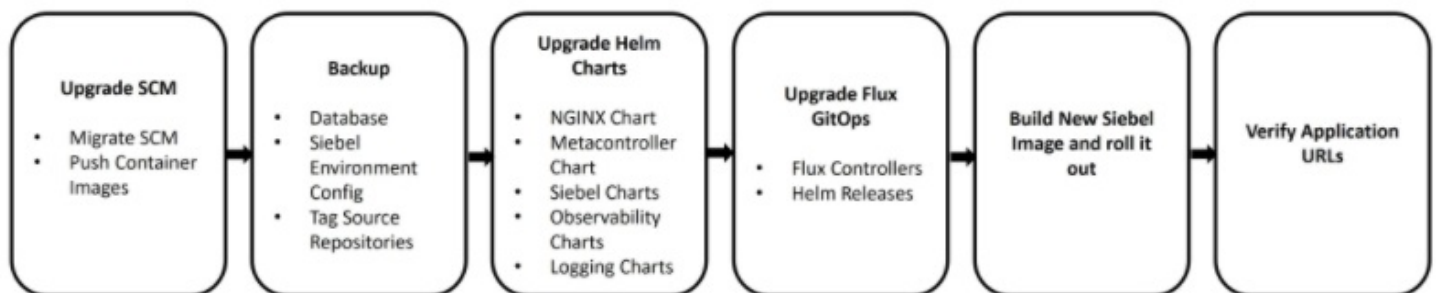 Upgrade SCM
• Migrate SCM
• Push Container
Images
Backup
• Database
• Siebel
Environment
Config
• Tag Source
Repositories
Upgrade Helm
Charts
• NGINX Chart
• Metacontroller
Chart
• Siebel Charts
• Observability
Charts
• Logging Charts
Upgrade Flux
GitOps
• Flux Controllers
• Helm Releases
Build New Siebel
Image and roll it
out
Verify Application
URLs